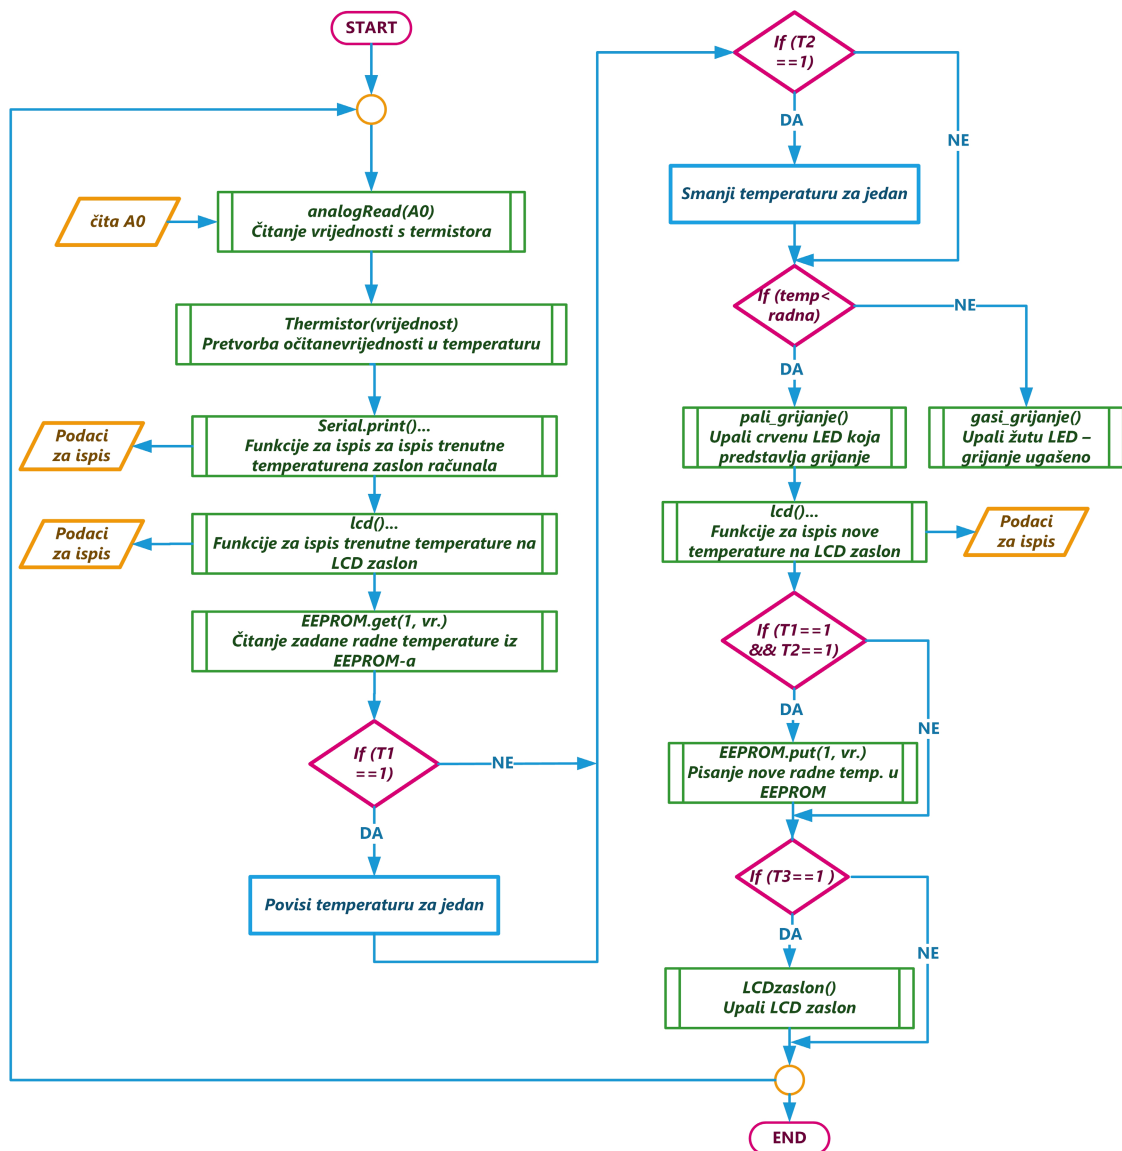 START
čita A0
analogRead(A0)
Čitanje vrijednosti s termistora
Thermistor(vrijednost)
Pretvorba očitanevrijednosti u temperaturu
Serial.print()...
Funkcije za ispis za ispis trenutne
temperaturena zaslon računala
Podaci
za ispis
lcd()...
Funkcije za ispis trenutne temperature na
LCD zaslon
Podaci
za ispis
EEPROM.get(1, vr.)
Čitanje zadane radne temperature iz
EEPROM-a
If (T1
==1)
NE
DA
Povisi temperaturu za jedan
If (T2
==1)
DA
NE
Smanji temperaturu za jedan
If (temp<
radna)
NE
DA
pali_grijanje()
Upali crvenu LED koja
predstavlja grijanje
gasi_grijanje()
Upali žutu LED –
grijanje ugašeno
lcd()...
Funkcije za ispis nove
temperature na LCD zaslon
Podaci
za ispis
If (T1==1
&& T2==1)
DA
NE
EEPROM.put(1, vr.)
Pisanje nove radne temp. u
EEPROM
If (T3==1 )
DA
NE
LCDzaslon()
Upali LCD zaslon
END